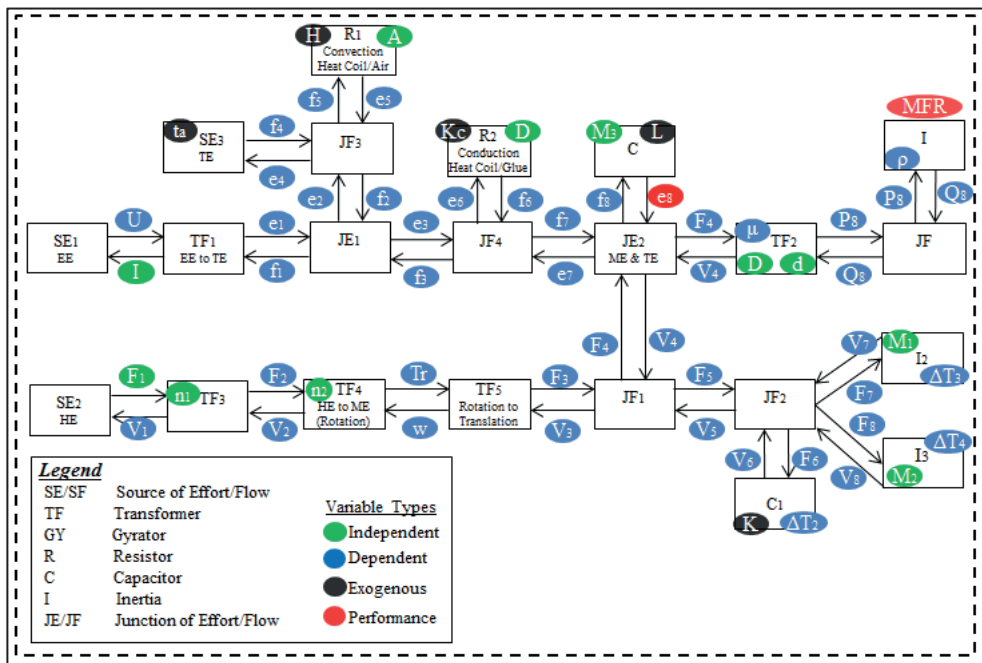 H R1 A
Convection
Heat Coil/Air
f5 e5
ta SE3
TE
f4
e4
JF3
e2 f2
Kc R2 D
Conduction
Heat Coil/Glue
e6 f6
M3 L
C
f8 e8
MFR
I
ρ
P8 Q8
SE1
EE
U
I
TF1
EE to TE
e1
f1
JE1
e3
f3
JF4
f7
e7
JE2
ME & TE
F4
V4
μ
TF2
D d
P8
Q8
JF
F4 V4
SE2
HE
F1
V1
n1 TF3
F2
V2
n2 TF4
HE to ME
(Rotation)
Tr
w
TF5
Rotation to
Translation
F3
V3
JF1
F5
V5
JF2
V7
F7
M1
I2
ΔT3
F8
V8
ΔT4
I3
M2
V6 F6
C1
K ΔT2
Legend
SE/SF Source of Effort/Flow
TF Transformer
GY Gyrator
R Resistor
C Capacitor
I Inertia
JE/JF Junction of Effort/Flow
Variable Types
Independent
Dependent
Exogenous
Performance